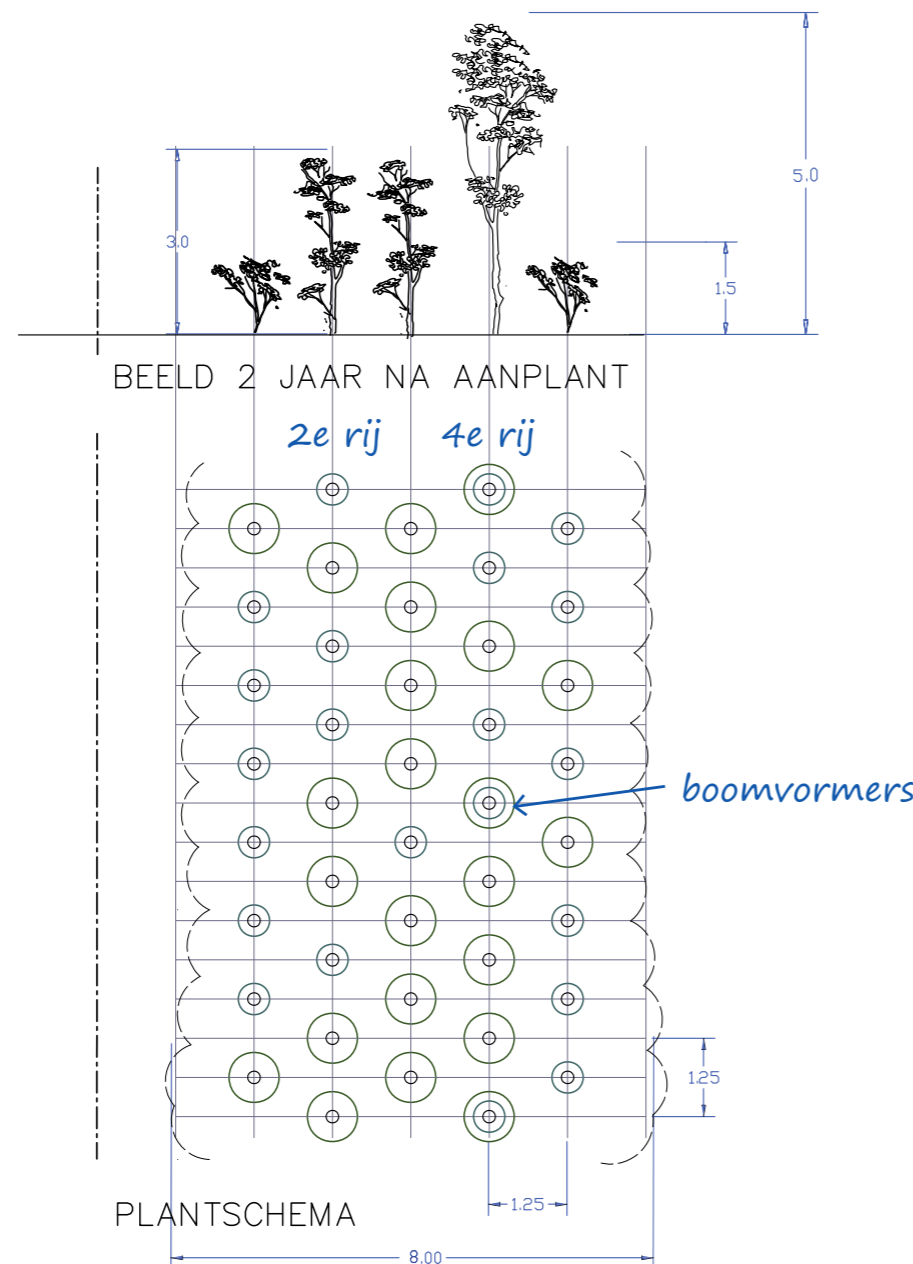 5.0
3.0
1.5
BEELD 2 JAAR NA AANPLANT
2e rij 4e rij
boomvormers
1.25
1.25
PLANTSCHEMA
8.00